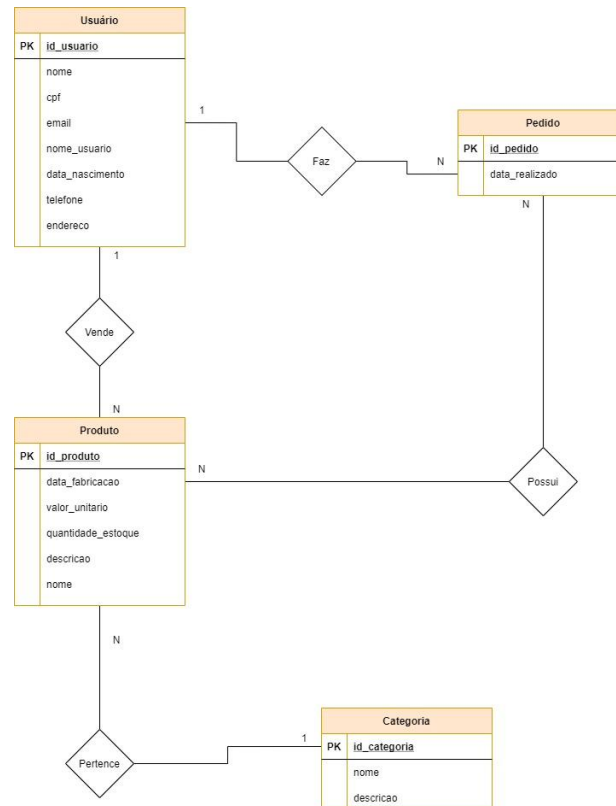 Usuário
PK id_usuario
nome
cpf
email
nome_usuario
data_nascimento
telefone
endereco
1
Faz
N
Pedido
PK id_pedido
data_realizado
N
1
Vende
N
Produto
PK id_produto
data_fabricacao
valor_unitario
quantidade_estoque
descricao
nome
N
Possui
N
Pertence
1
Categoria
PK id_categoria
nome
descricao